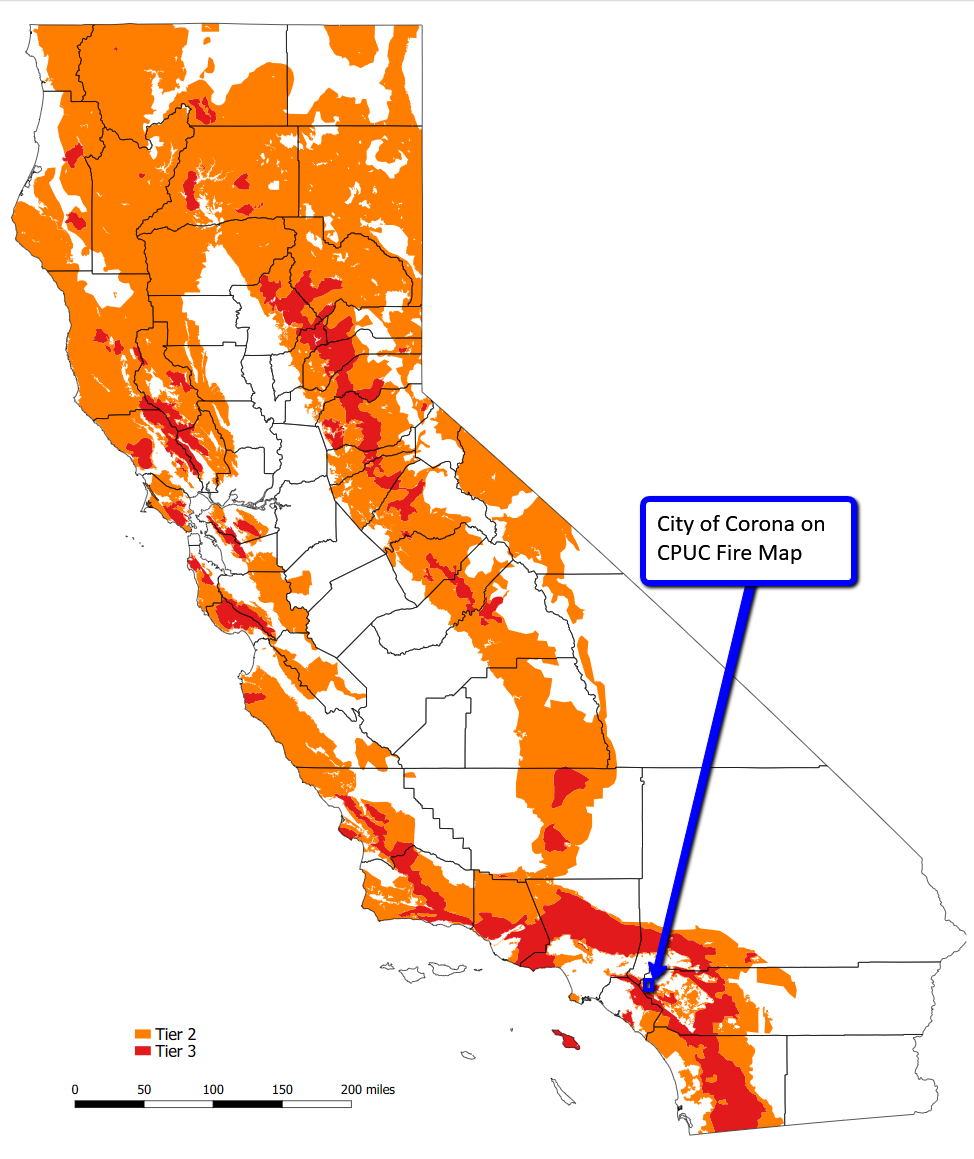 City of Corona on
CPUC Fire Map
Tier 2
Tier 3
0 50 100 150 200 miles